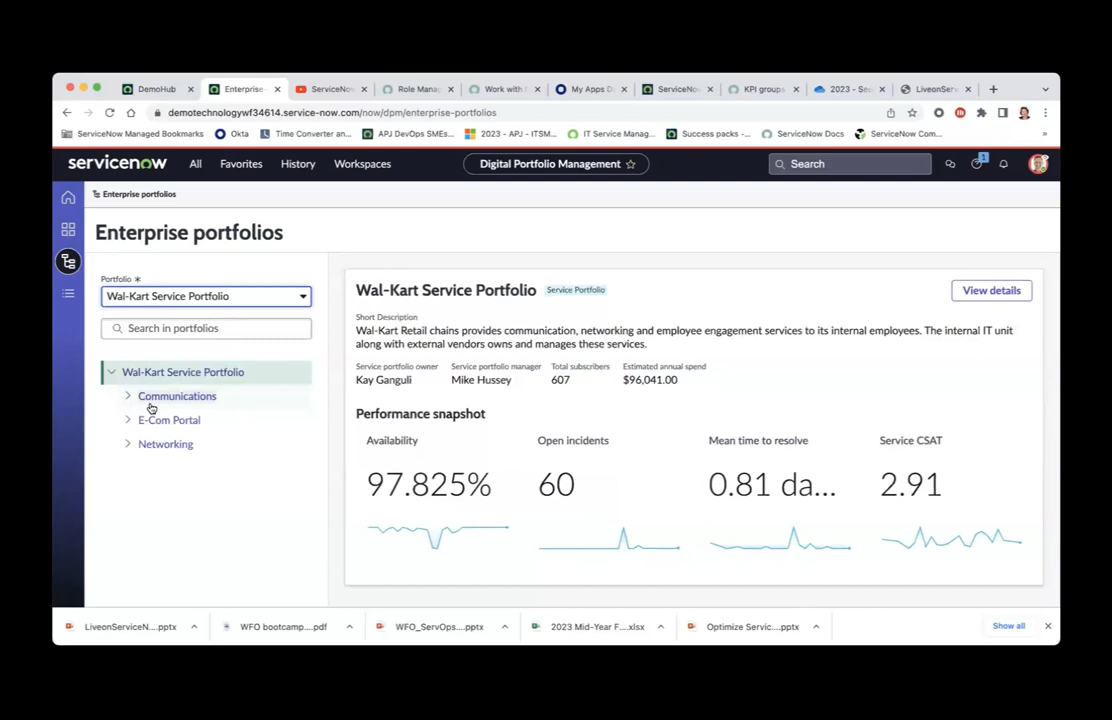 DemoHub
Enterprise-
ServiceNow
Role Manag
Work with
My Apps D
ServiceNow
KPI groups
2023 - Sec
LiveonServ
demotechnologywf34614.service-now.com/now/dpm/enterprise-portfolios
ServiceNow Managed Bookmarks
Okta
Time Converter an...
APJ DevOps SMEs...
2023 - APJ - ITSM...
IT Service Manag...
Success packs -...
ServiceNow Docs
ServiceNow Com...
»
servicenow
All
Favorites
History
Workspaces
Digital Portfolio Management
Search
1
Enterprise portfolios
Enterprise portfolios
Portfolio *
Wal-Kart Service Portfolio
Search in portfolios
Wal-Kart Service Portfolio
Communications
E-Com Portal
Networking
Wal-Kart Service Portfolio
Service Portfolio
View details
Short Description
Wal-Kart Retail chains provides communication, networking and employee engagement services to its internal employees. The internal IT unit
along with external vendors owns and manages these services.
Service portfolio owner
Service portfolio manager
Total subscribers
Estimated annual spend
Kay Ganguli
Mike Hussey
607
$96,041.00
Performance snapshot
Availability
Open incidents
Mean time to resolve
Service CSAT
97.825%
60
0.81 da...
2.91
LiveonServiceN....pptx
WFO bootcamp....pdf
WFO_ServOps....pptx
2023 Mid-Year F....xlsx
Optimize Servic....pptx
Show all